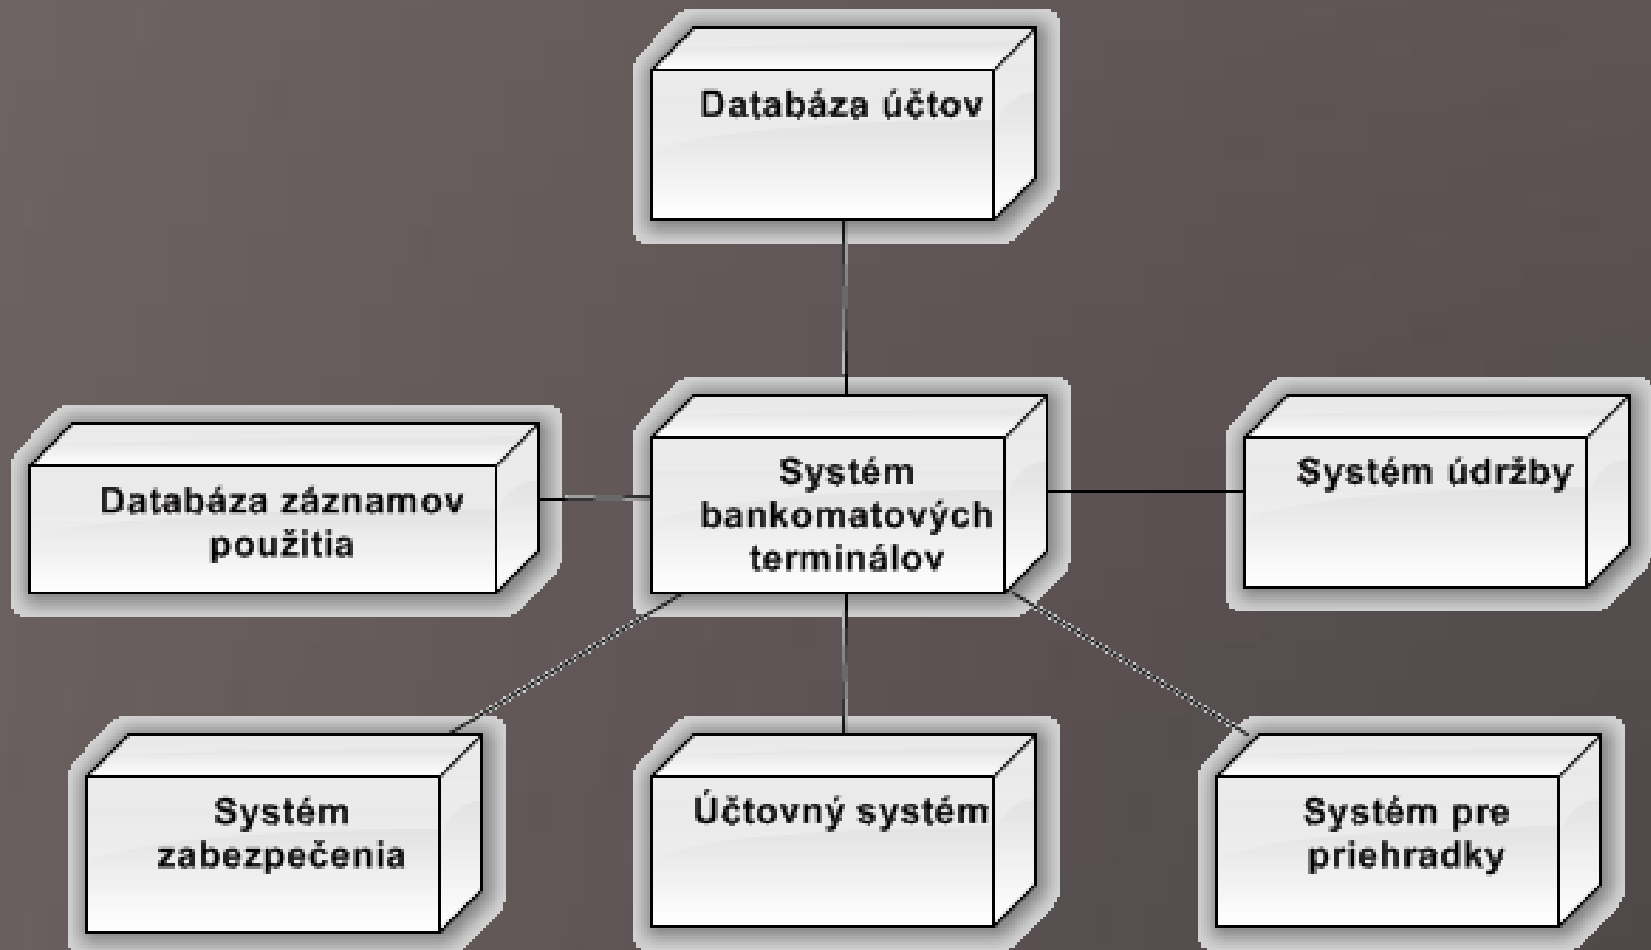 Databáza účtov
Databáza záznamov
použitia
Systém
bankomatových
terminálov
Systém údržby
Systém
zabezpečenia
Účtovný systém
Systém pre
priehradky